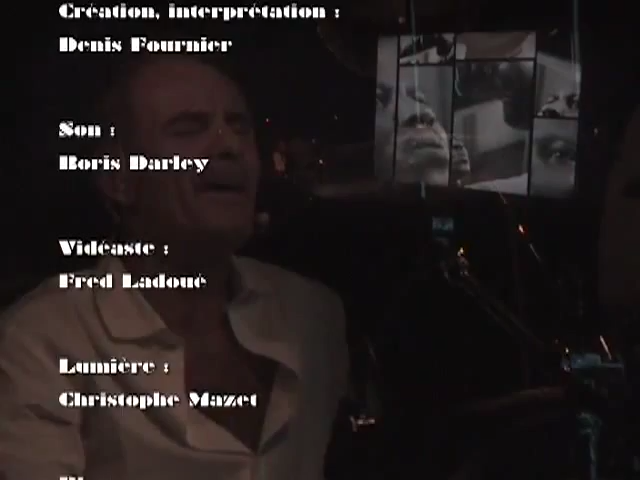 Création, interprétation :
Denis Fournier
Son :
Boris Darley
Vidéaste :
Fred Ladoué
Lumière :
Christophe Mazet